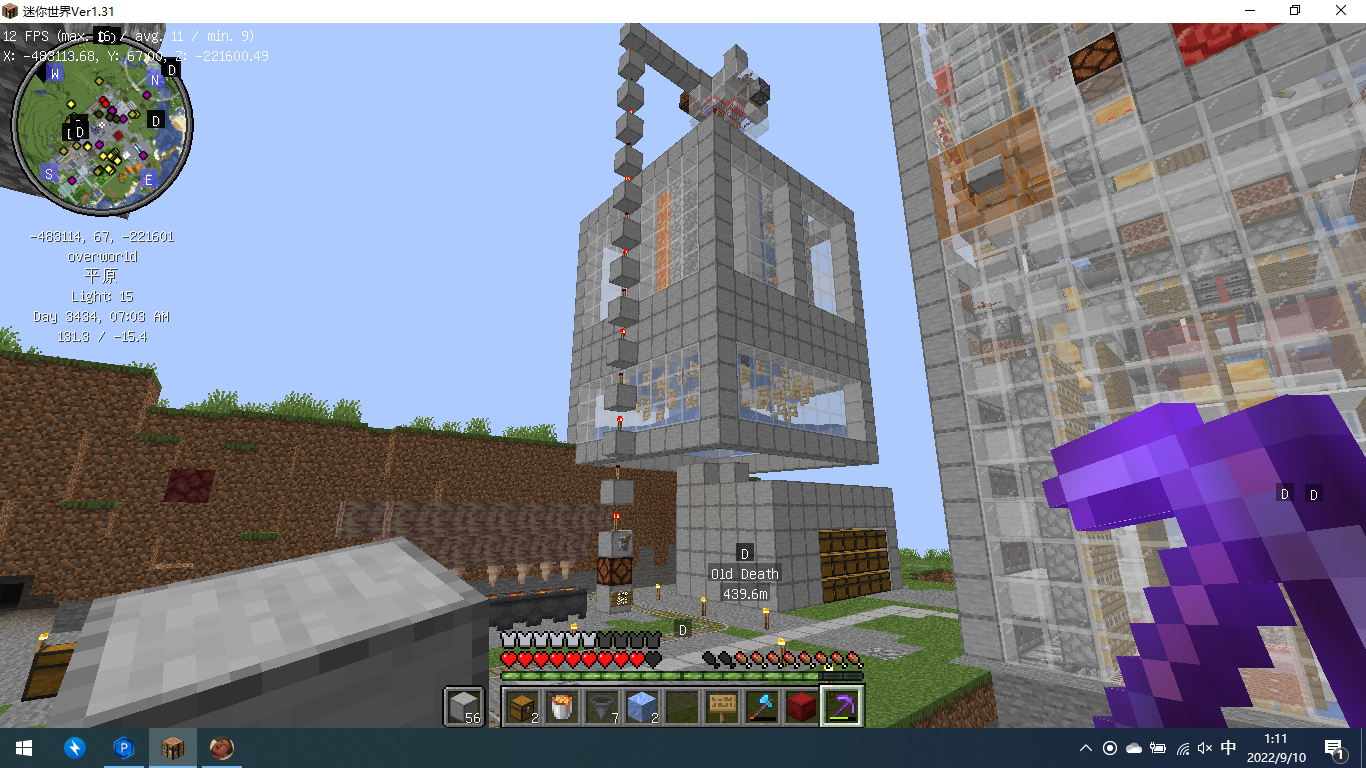 迷你世界Ver1.31
12 FPS (max. 16 / avg. 11 / min. 9)
X: -483113.68, Y: 67.00, Z: -221600.49
D
W
N
D
D
D
S
E
-483114, 67, -221601
overworld
平原
Light: 15
Day 3434, 07:03 AM
131.3 / -15.4
D
D
D
Old Death
439.6m
D
56
2
7
2
中
1:11
2022/9/10
1